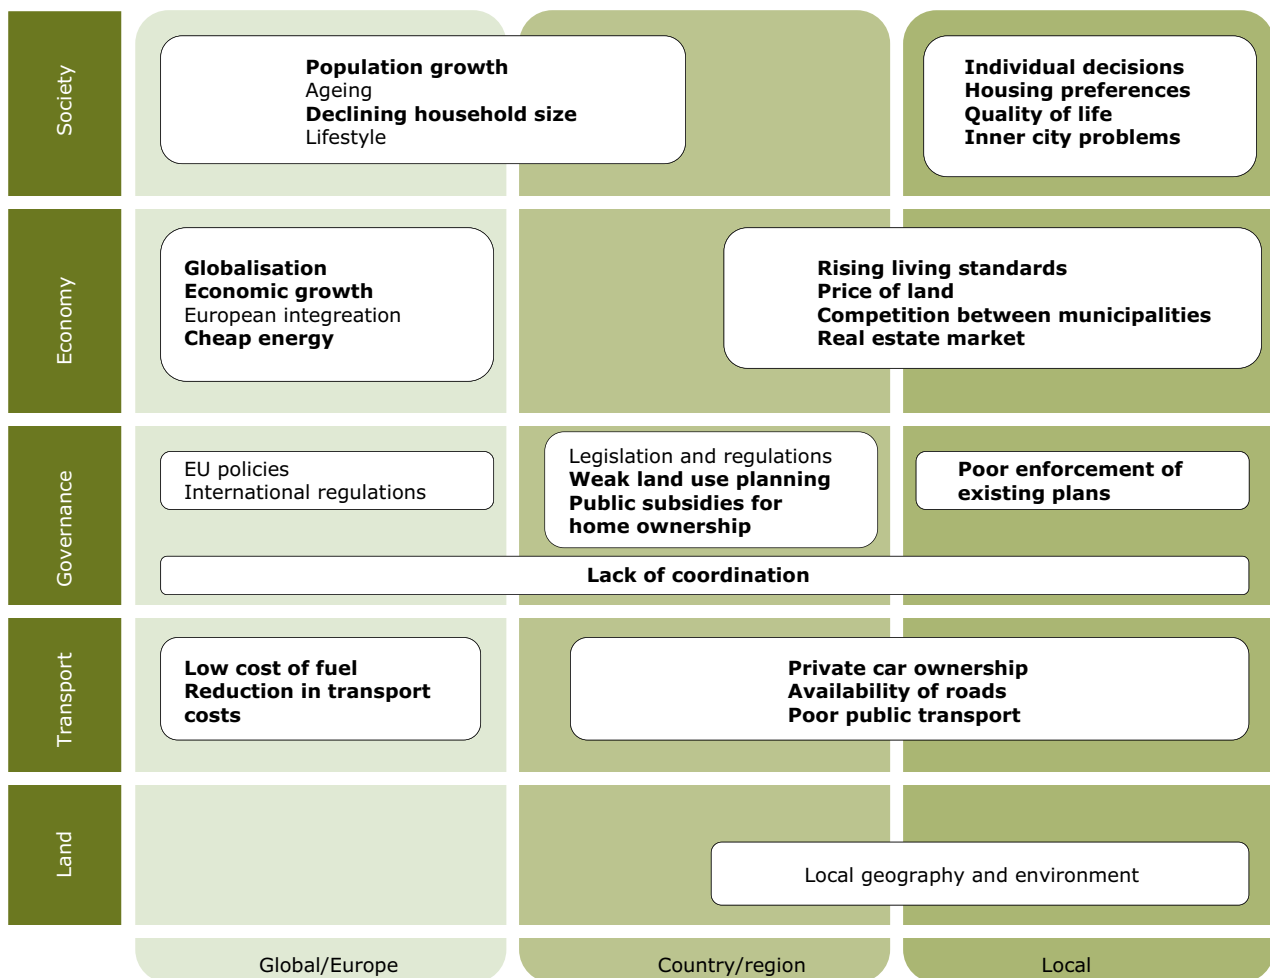 Society
Population growth
Ageing
Declining household size
Lifestyle
Individual decisions
Housing preferences
Quality of life
Inner city problems
Economy
Globalisation
Economic growth
European integreation
Cheap energy
Rising living standards
Price of land
Competition between municipalities
Real estate market
Governance
EU policies
International regulations
Legislation and regulations
Weak land use planning
Public subsidies for
home ownership
Poor enforcement of
existing plans
Lack of coordination
Transport
Low cost of fuel
Reduction in transport
costs
Private car ownership
Availability of roads
Poor public transport
Land
Local geography and environment
Global/Europe
Country/region
Local